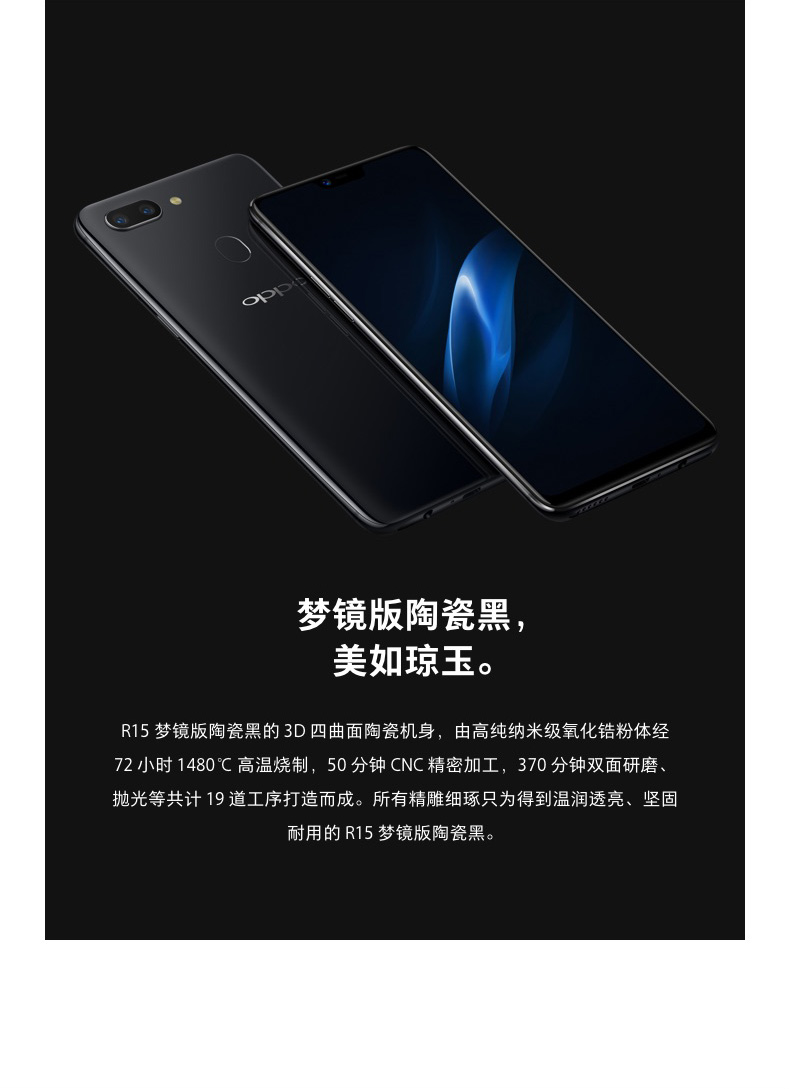 oppo
梦镜版陶瓷黑，
美如琼玉。
R15 梦镜版陶瓷黑的 3D 四曲面陶瓷机身，由高纯纳米级氧化锆粉体经
72 小时 1480℃ 高温烧制，50 分钟 CNC 精密加工，370 分钟双面研磨、
抛光等共计 19 道工序打造而成。所有精雕细琢只为得到温润透亮、坚固
耐用的 R15 梦镜版陶瓷黑。